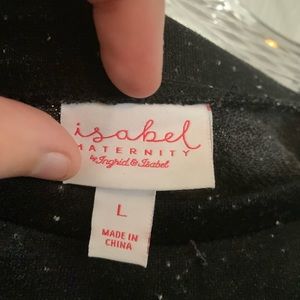 isabel
MATERNITY
by Ingrid & Isabel
L
MADE IN
CHINA